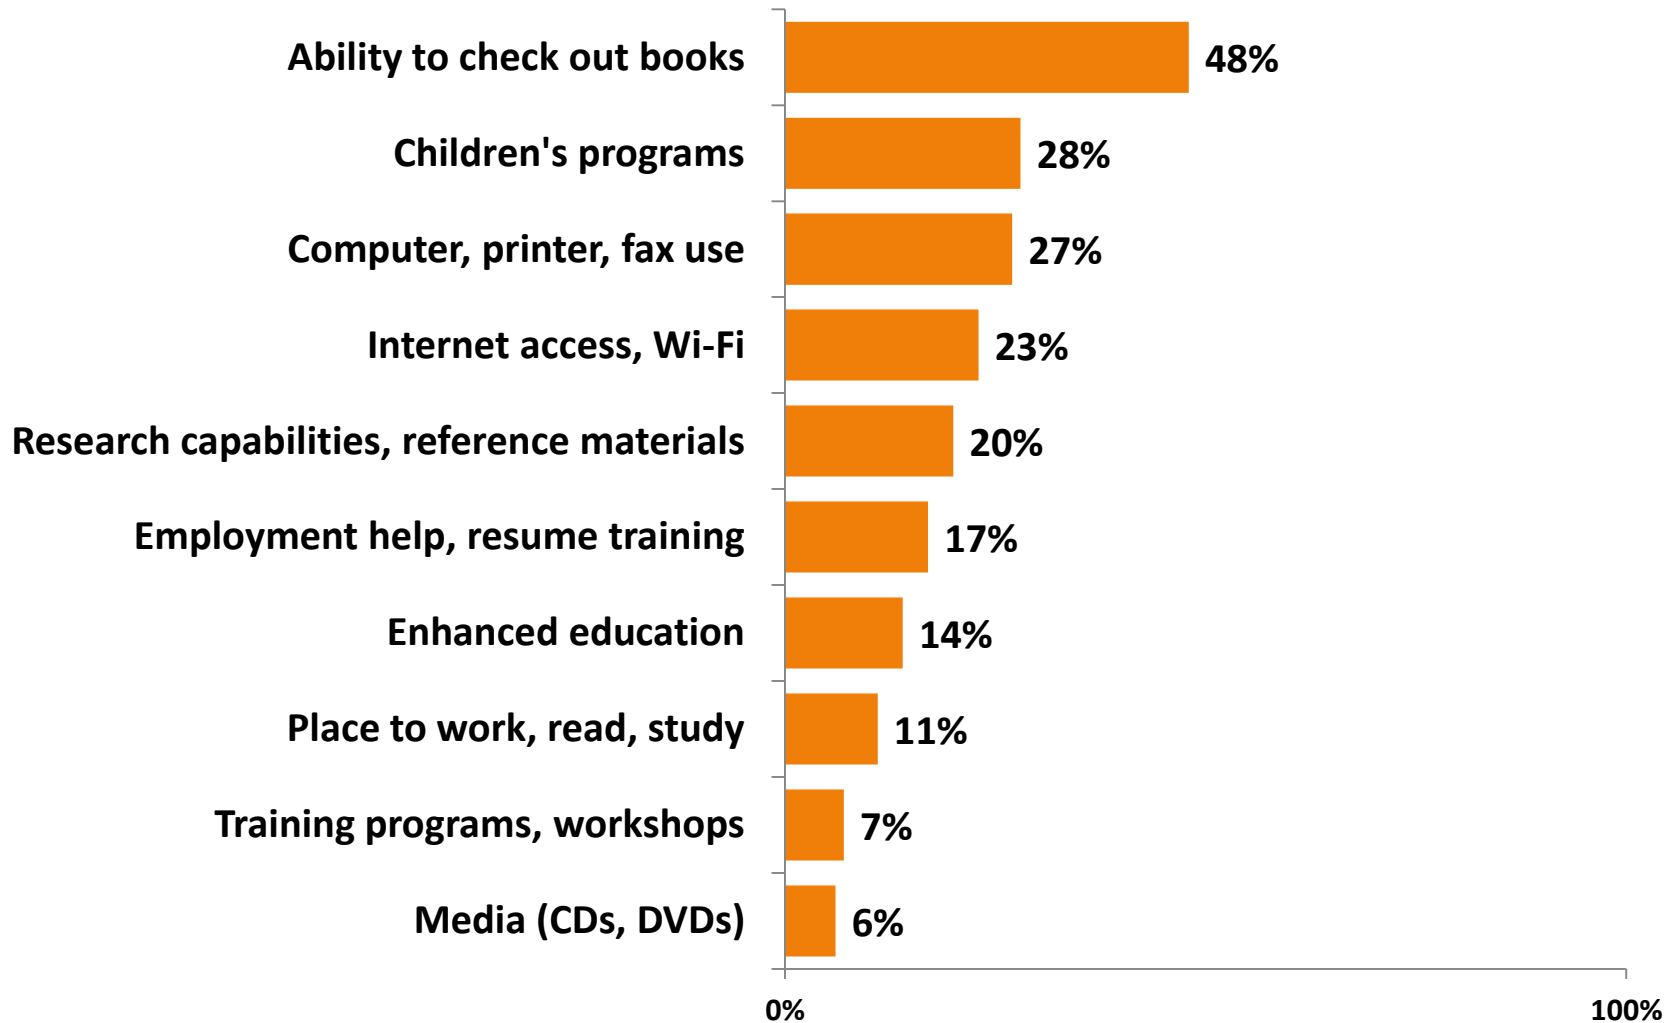 Ability to check out books 48%
Children's programs 28%
Computer, printer, fax use 27%
Internet access, Wi-Fi 23%
Research capabilities, reference materials 20%
Employment help, resume training 17%
Enhanced education 14%
Place to work, read, study 11%
Training programs, workshops 7%
Media (CDs, DVDs) 6%
0% 100%